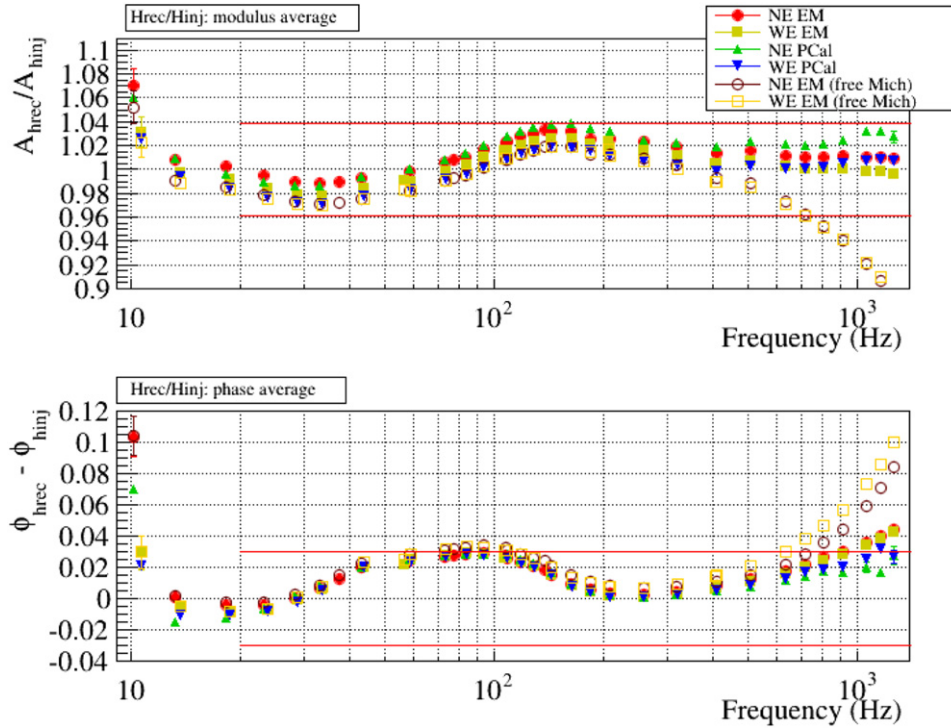 Hrec/Hinj: modulus average
NE EM
WE EM
NE PCal
WE PCal
NE EM (free Mich)
WE EM (free Mich)
A_hrec/A_hinj
1.1
1.08
1.06
1.04
1.02
1
0.98
0.96
0.94
0.92
0.9
10
10²
10³
Frequency (Hz)
Hrec/Hinj: phase average
ϕ_hrec - ϕ_hinj
0.12
0.1
0.08
0.06
0.04
0.02
0
-0.02
-0.04
10
10²
10³
Frequency (Hz)